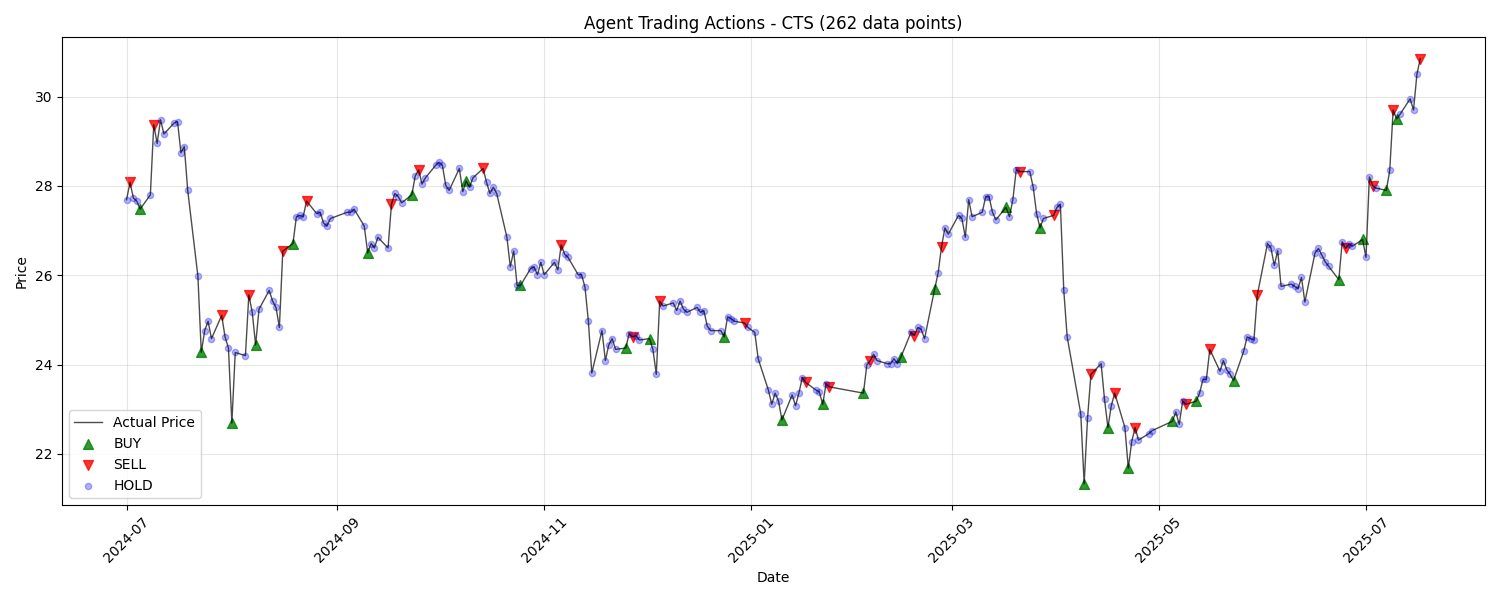 Agent Trading Actions - CTS (262 data points)
Price
30
28
26
24
22
Actual Price
BUY
SELL
HOLD
2024-07
2024-09
2024-11
2025-01
2025-03
2025-05
2025-07
Date